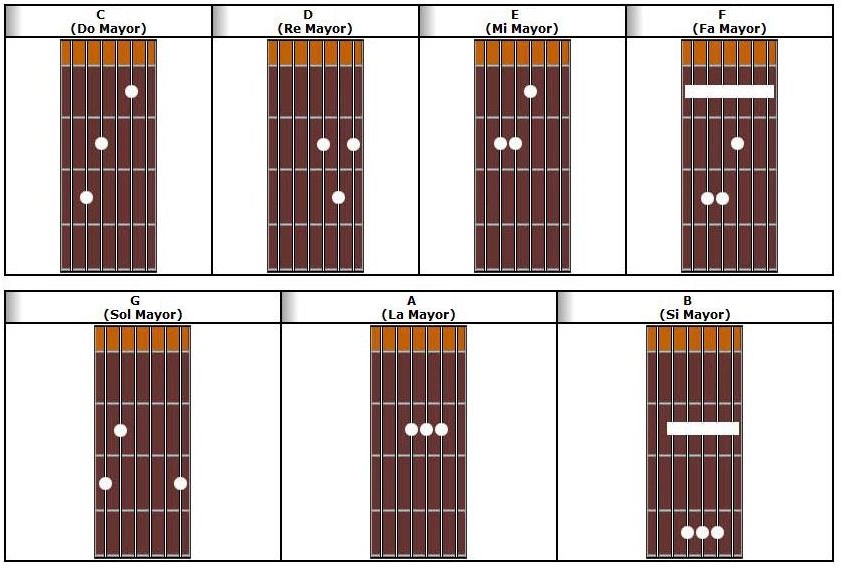 C
(Do Mayor)
D
(Re Mayor)
E
(Mi Mayor)
F
(Fa Mayor)
G
(Sol Mayor)
A
(La Mayor)
B
(Si Mayor)